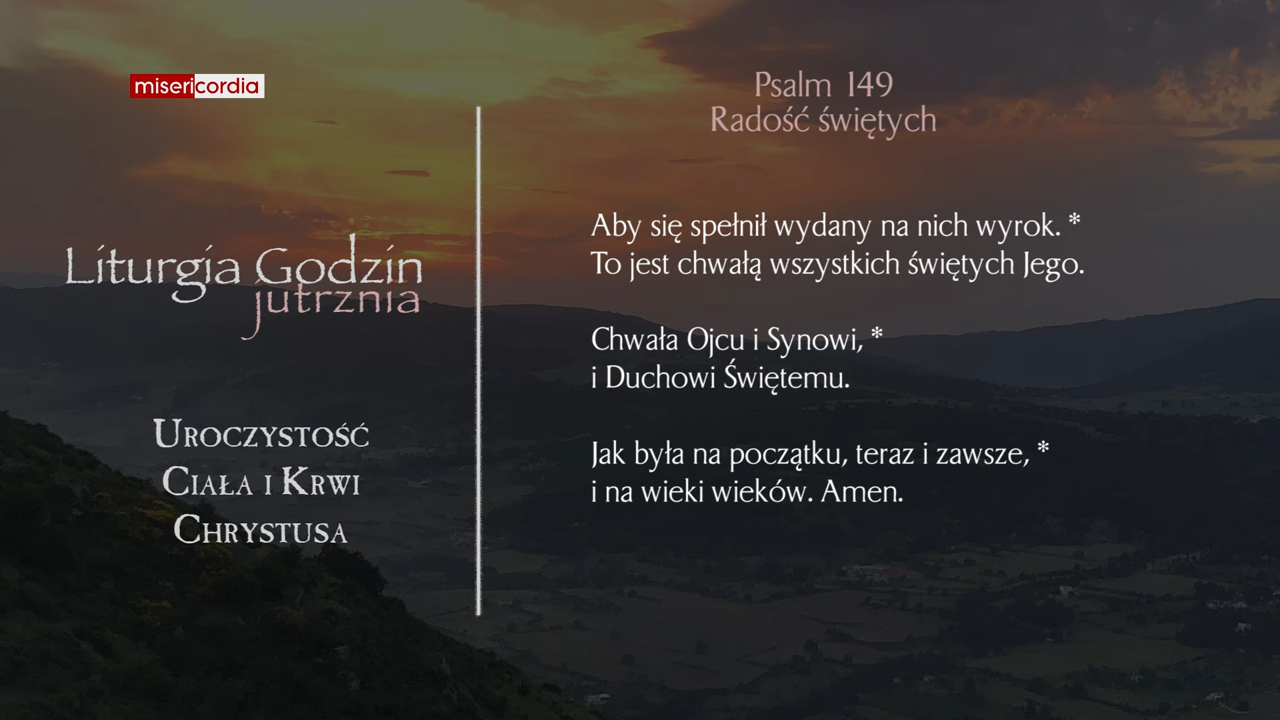 misericordia
Liturgia Godzin
jutrznia
Uroczystość
Ciała i Krwi
Chrystusa
Psalm 149
Radość świętych
Aby się spełnił wydany na nich wyrok. *
To jest chwałą wszystkich świętych Jego.
Chwała Ojcu i Synowi, *
i Duchowi Świętemu.
Jak była na początku, teraz i zawsze, *
i na wieki wieków. Amen.